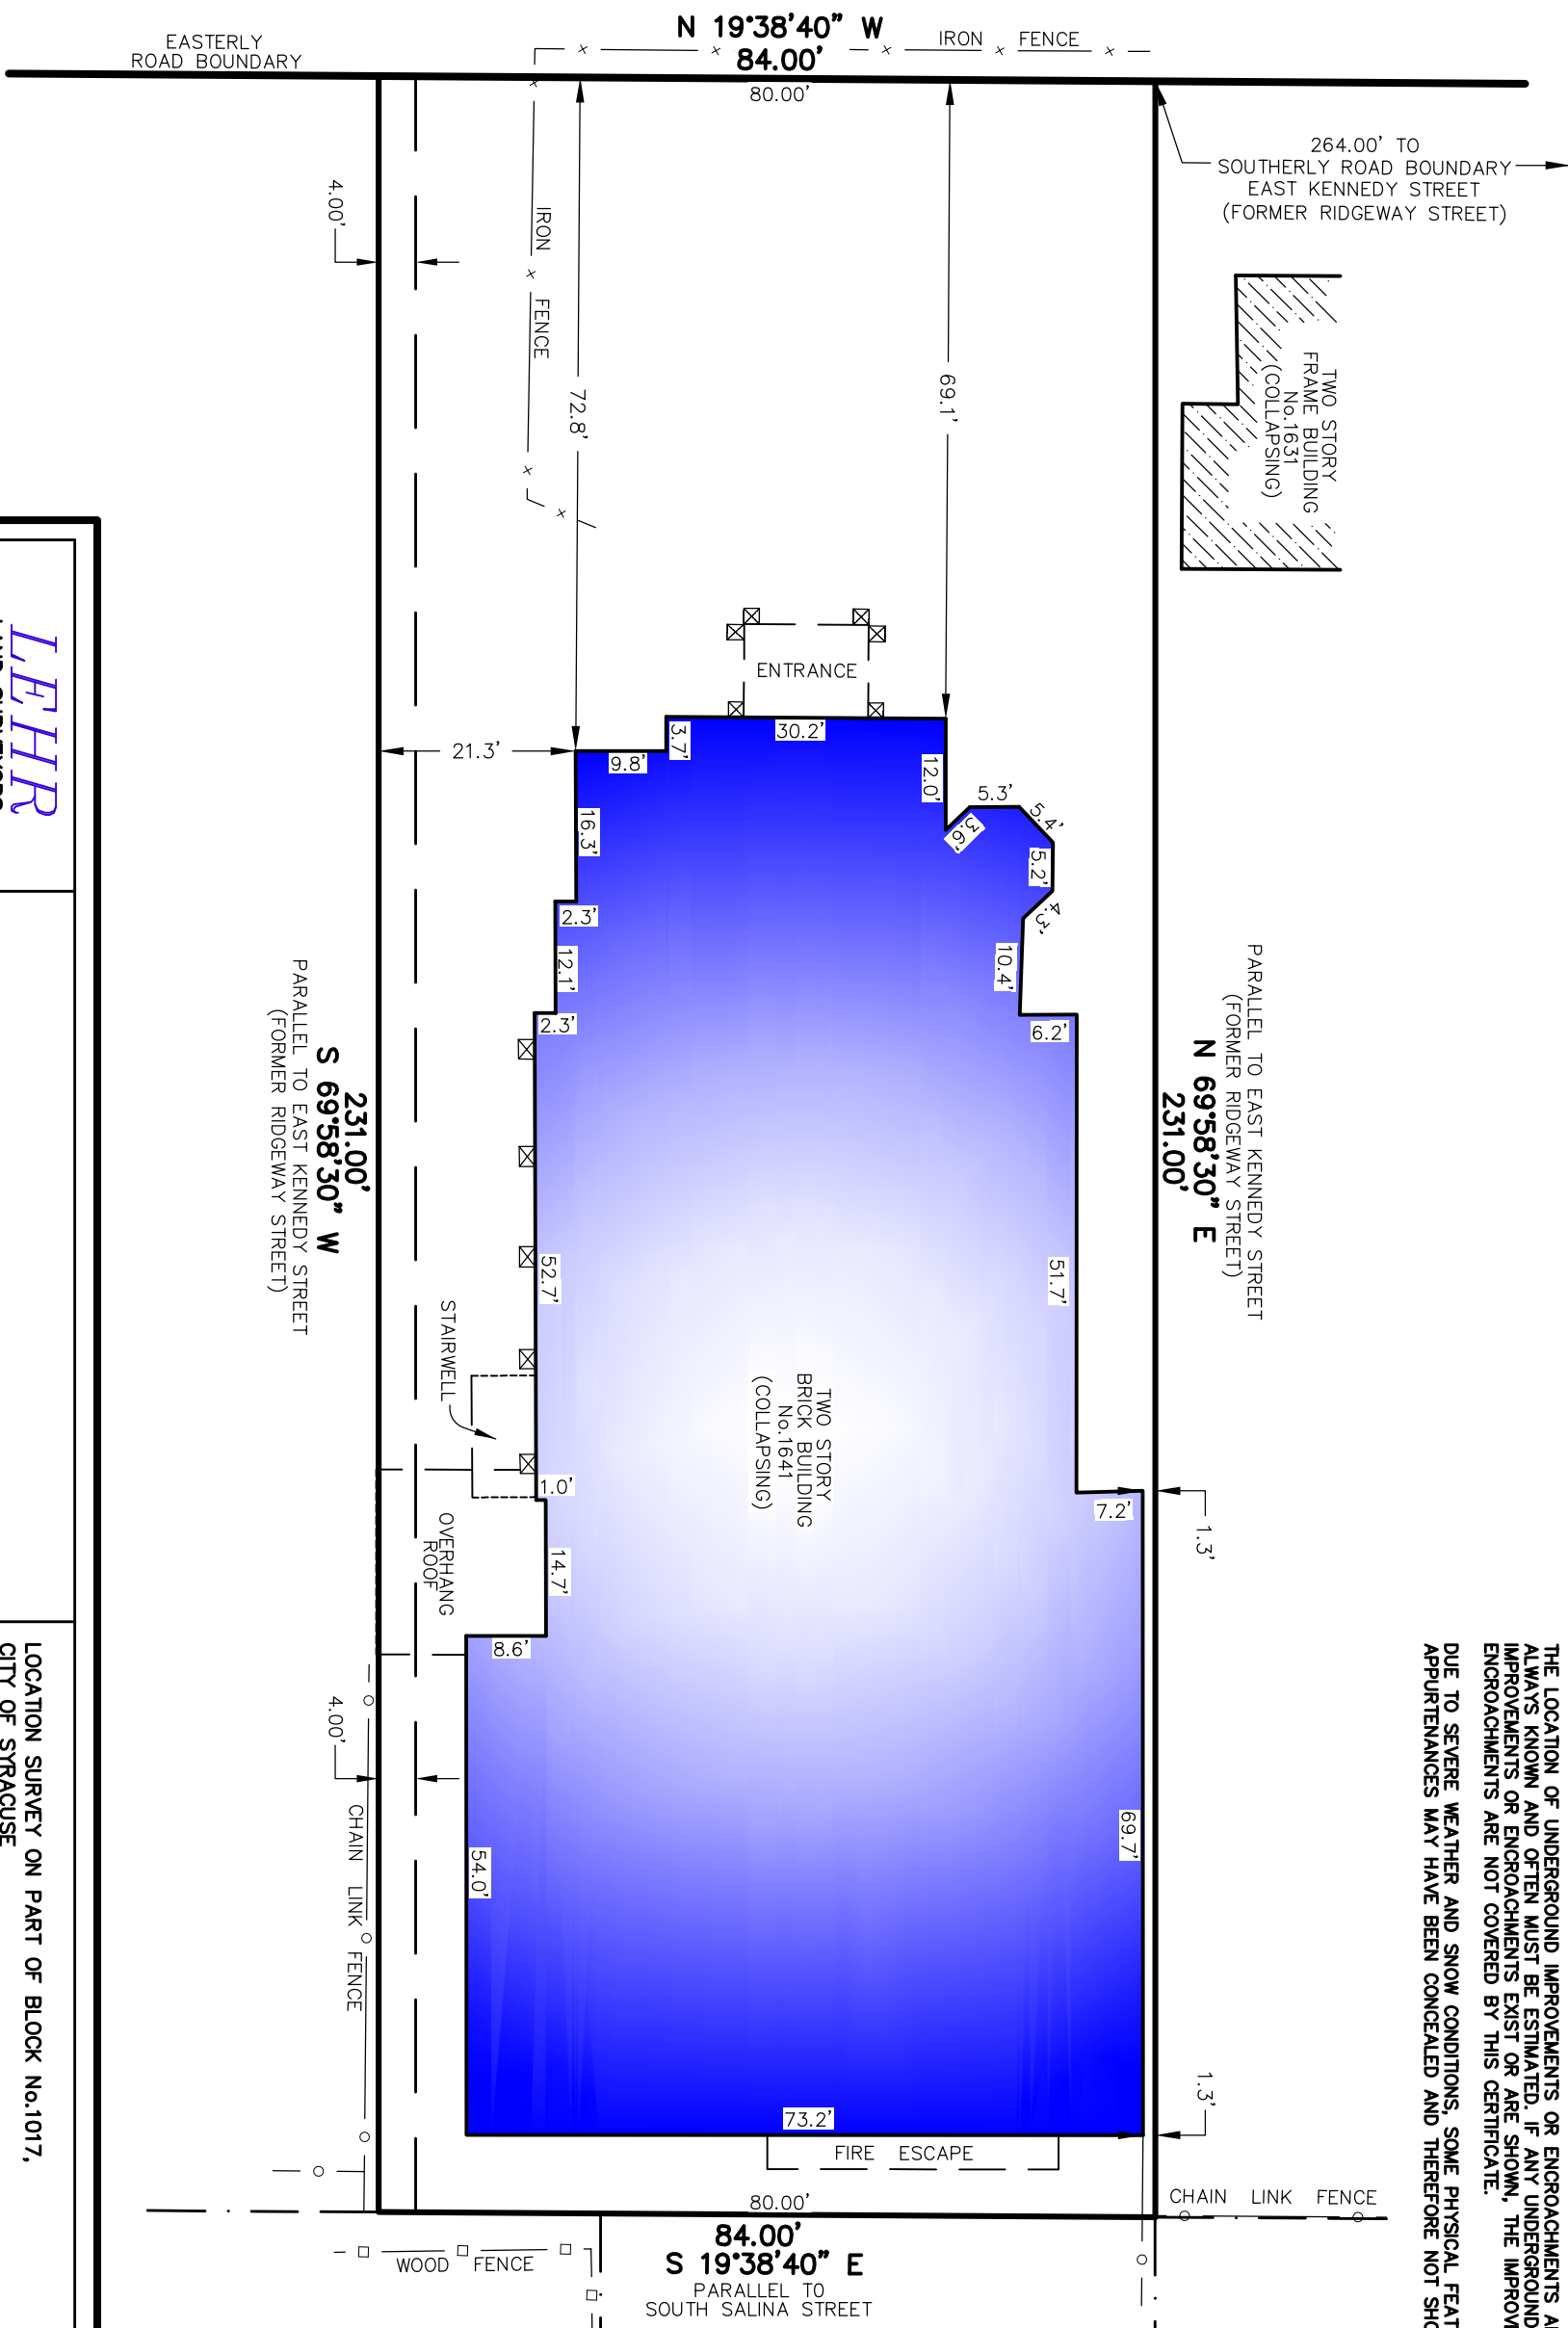 N 19°38'40" W
84.00'
80.00'
EASTERLY
ROAD BOUNDARY
IRON FENCE
264.00' TO
SOUTHERLY ROAD BOUNDARY
EAST KENNEDY STREET
(FORMER RIDGEWAY STREET)
4.00'
IRON FENCE
72.8'
69.1'
TWO STORY
FRAME BUILDING
No.1631
(COLLAPSING)
ENTRANCE
LEHR
21.3'
9.8'
3.7'
30.2'
12.0'
3.6'
5.3'
5.4'
5.2'
4.3'
10.4'
6.2'
16.3'
2.3'
12.1'
2.3'
52.7'
51.7'
PARALLEL TO EAST KENNEDY STREET
(FORMER RIDGEWAY STREET)
N 69°58'30" E
231.00'
231.00'
S 69°58'30" W
PARALLEL TO EAST KENNEDY STREET
(FORMER RIDGEWAY STREET)
STAIRWELL
TWO STORY
BRICK BUILDING
No.1641
(COLLAPSING)
1.0'
7.2'
1.3'
OVERHANG
ROOF
14.7'
8.6'
4.00'
54.0'
69.7'
CHAIN LINK FENCE
73.2'
1.3'
FIRE ESCAPE
CHAIN LINK FENCE
80.00'
84.00'
S 19°38'40" E
PARALLEL TO
SOUTH SALINA STREET
WOOD FENCE
THE LOCATION OF UNDERGROUND IMPROVEMENTS OR ENCROACHMENTS
ALWAYS KNOWN AND OFTEN MUST BE ESTIMATED. IF ANY UNDERGROUND
IMPROVEMENTS OR ENCROACHMENTS EXIST OR ARE SHOWN, THE
ENCROACHMENTS ARE NOT COVERED BY THIS CERTIFICATE.
DUE TO SEVERE WEATHER AND SNOW CONDITIONS, SOME PHYSICAL
APPURTENANCES MAY HAVE BEEN CONCEALED AND THEREFORE NOT
LOCATION SURVEY ON PART OF BLOCK No.1017,
CITY OF SYRACUSE